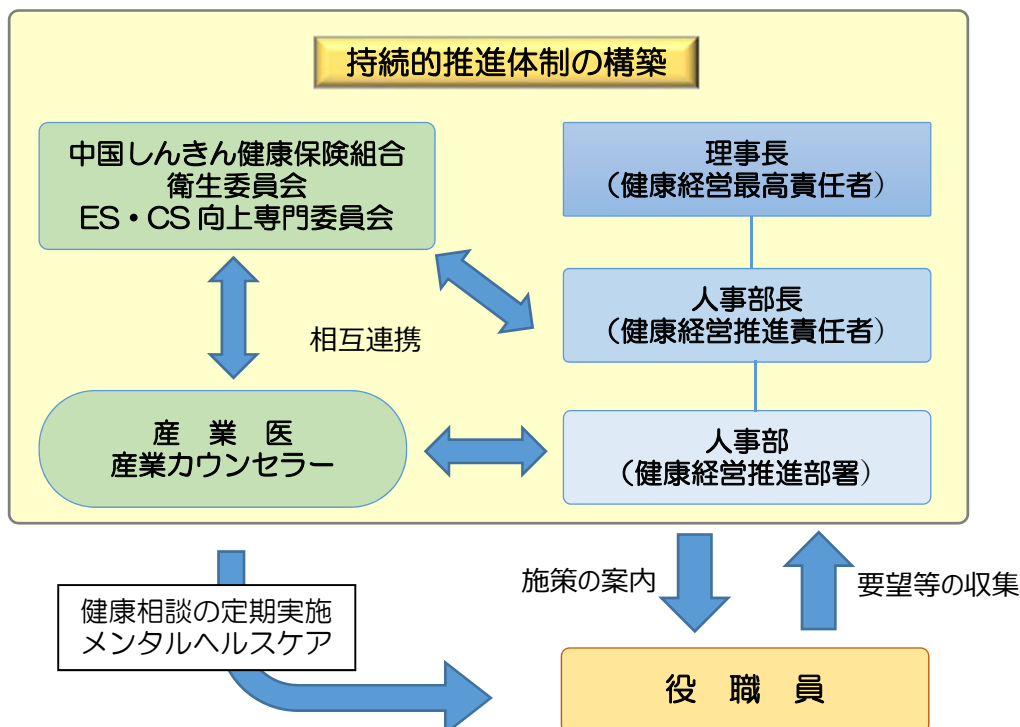 持続的推進体制の構築
中国しんきん健康保険組合
衛生委員会
ES・CS 向上専門委員会
理事長
（健康経営最高責任者）
人事部長
（健康経営推進責任者）
相互連携
産　業　医
産業カウンセラー
人事部
（健康経営推進部署）
施策の案内
要望等の収集
健康相談の定期実施
メンタルヘルスケア
役　職　員